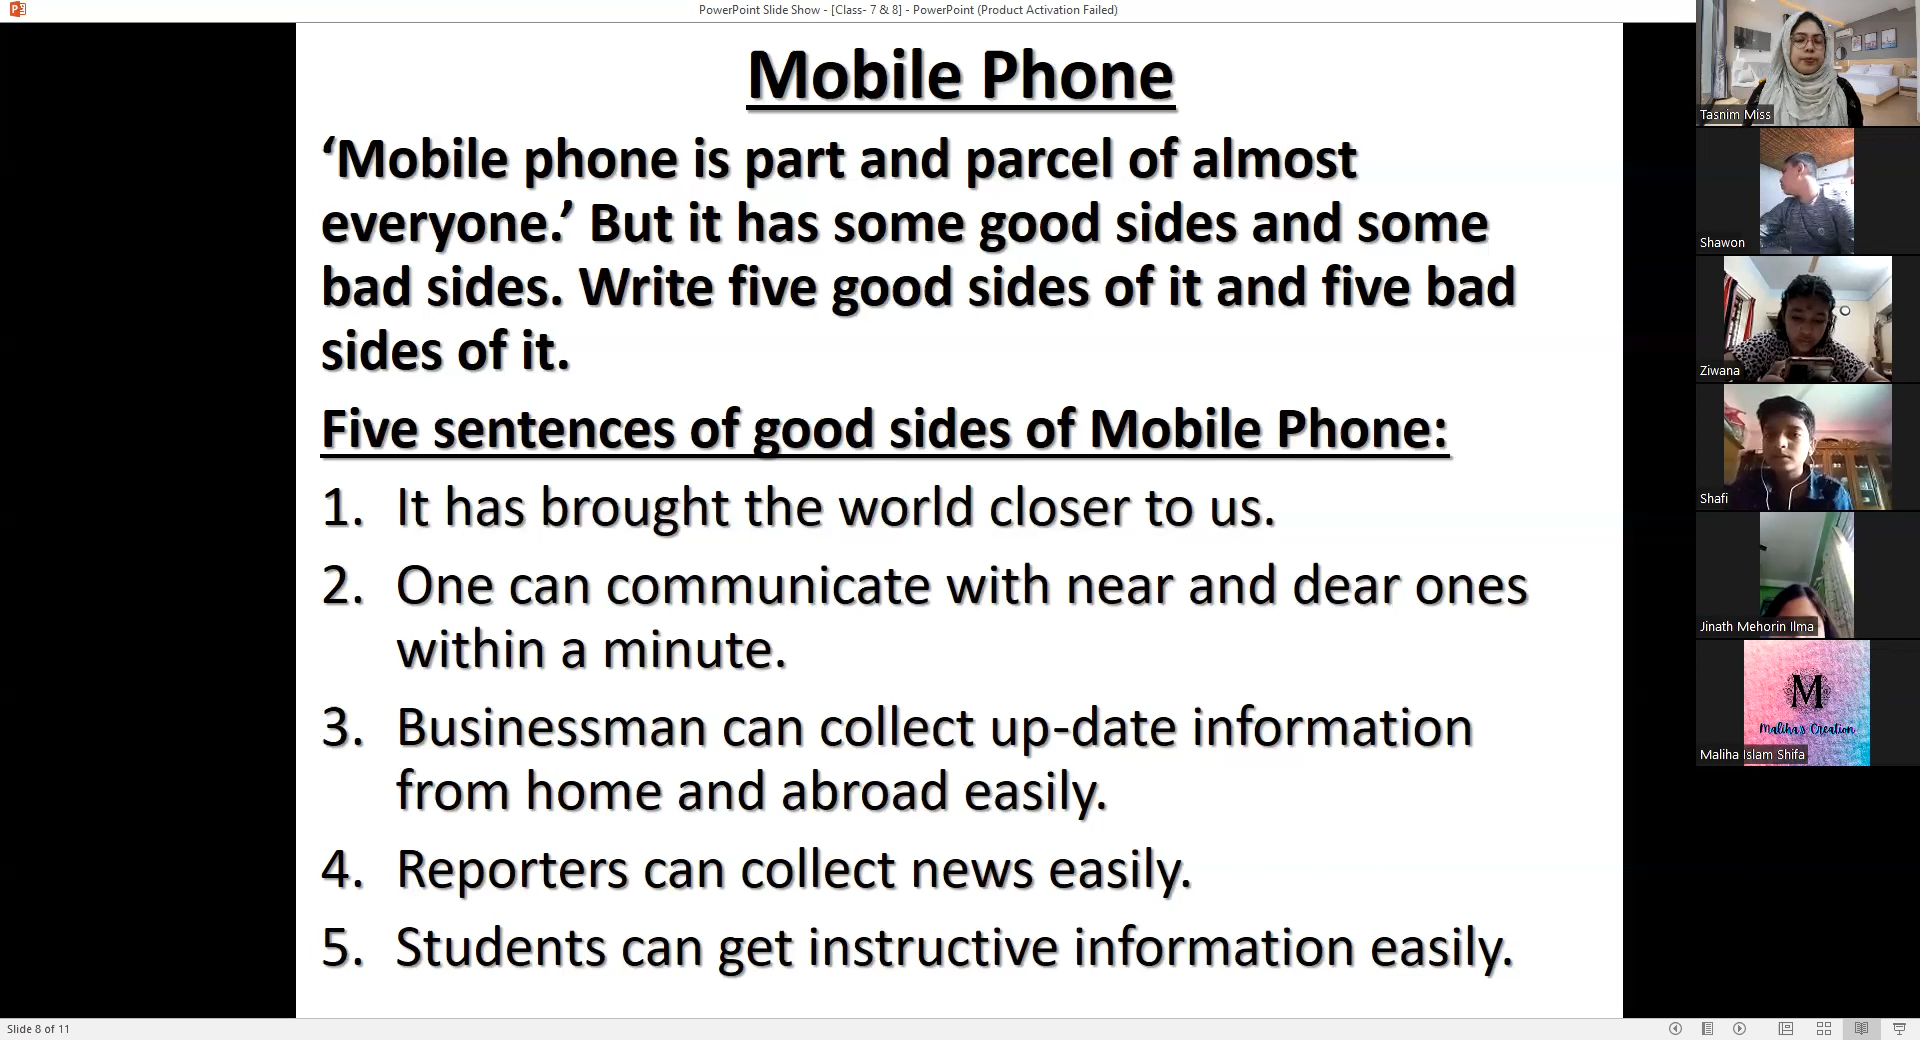 PowerPoint Slide Show - [Class- 7 & 8] - PowerPoint (Product Activation Failed)
Mobile Phone
‘Mobile phone is part and parcel of almost
everyone.’ But it has some good sides and some
bad sides. Write five good sides of it and five bad
sides of it.
Five sentences of good sides of Mobile Phone:
1. It has brought the world closer to us.
2. One can communicate with near and dear ones
within a minute.
3. Businessman can collect up-date information
from home and abroad easily.
4. Reporters can collect news easily.
5. Students can get instructive information easily.
Tasnim Miss
Shawon
Ziwana
Shafi
Jinath Mehorin Ilma
M
Maliha's Creation
Maliha Islam Shifa
Slide 8 of 11